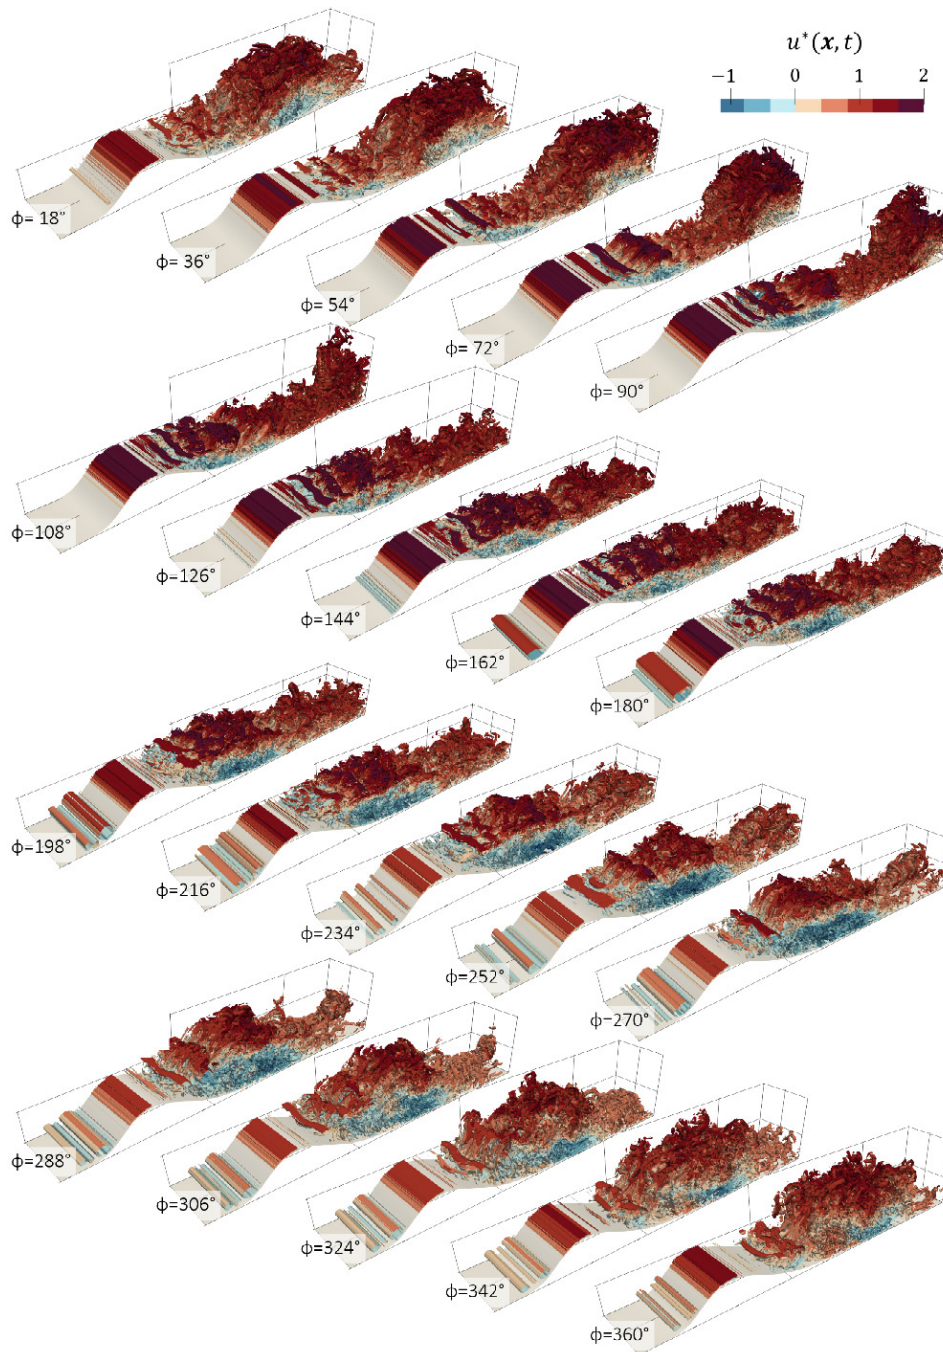 u*(x, t)
−1 0 1 2
ϕ= 18°
ϕ= 36°
ϕ= 54°
ϕ= 72°
ϕ= 90°
ϕ=108°
ϕ=126°
ϕ=144°
ϕ=162°
ϕ=180°
ϕ=198°
ϕ=216°
ϕ=234°
ϕ=252°
ϕ=270°
ϕ=288°
ϕ=306°
ϕ=324°
ϕ=342°
ϕ=360°